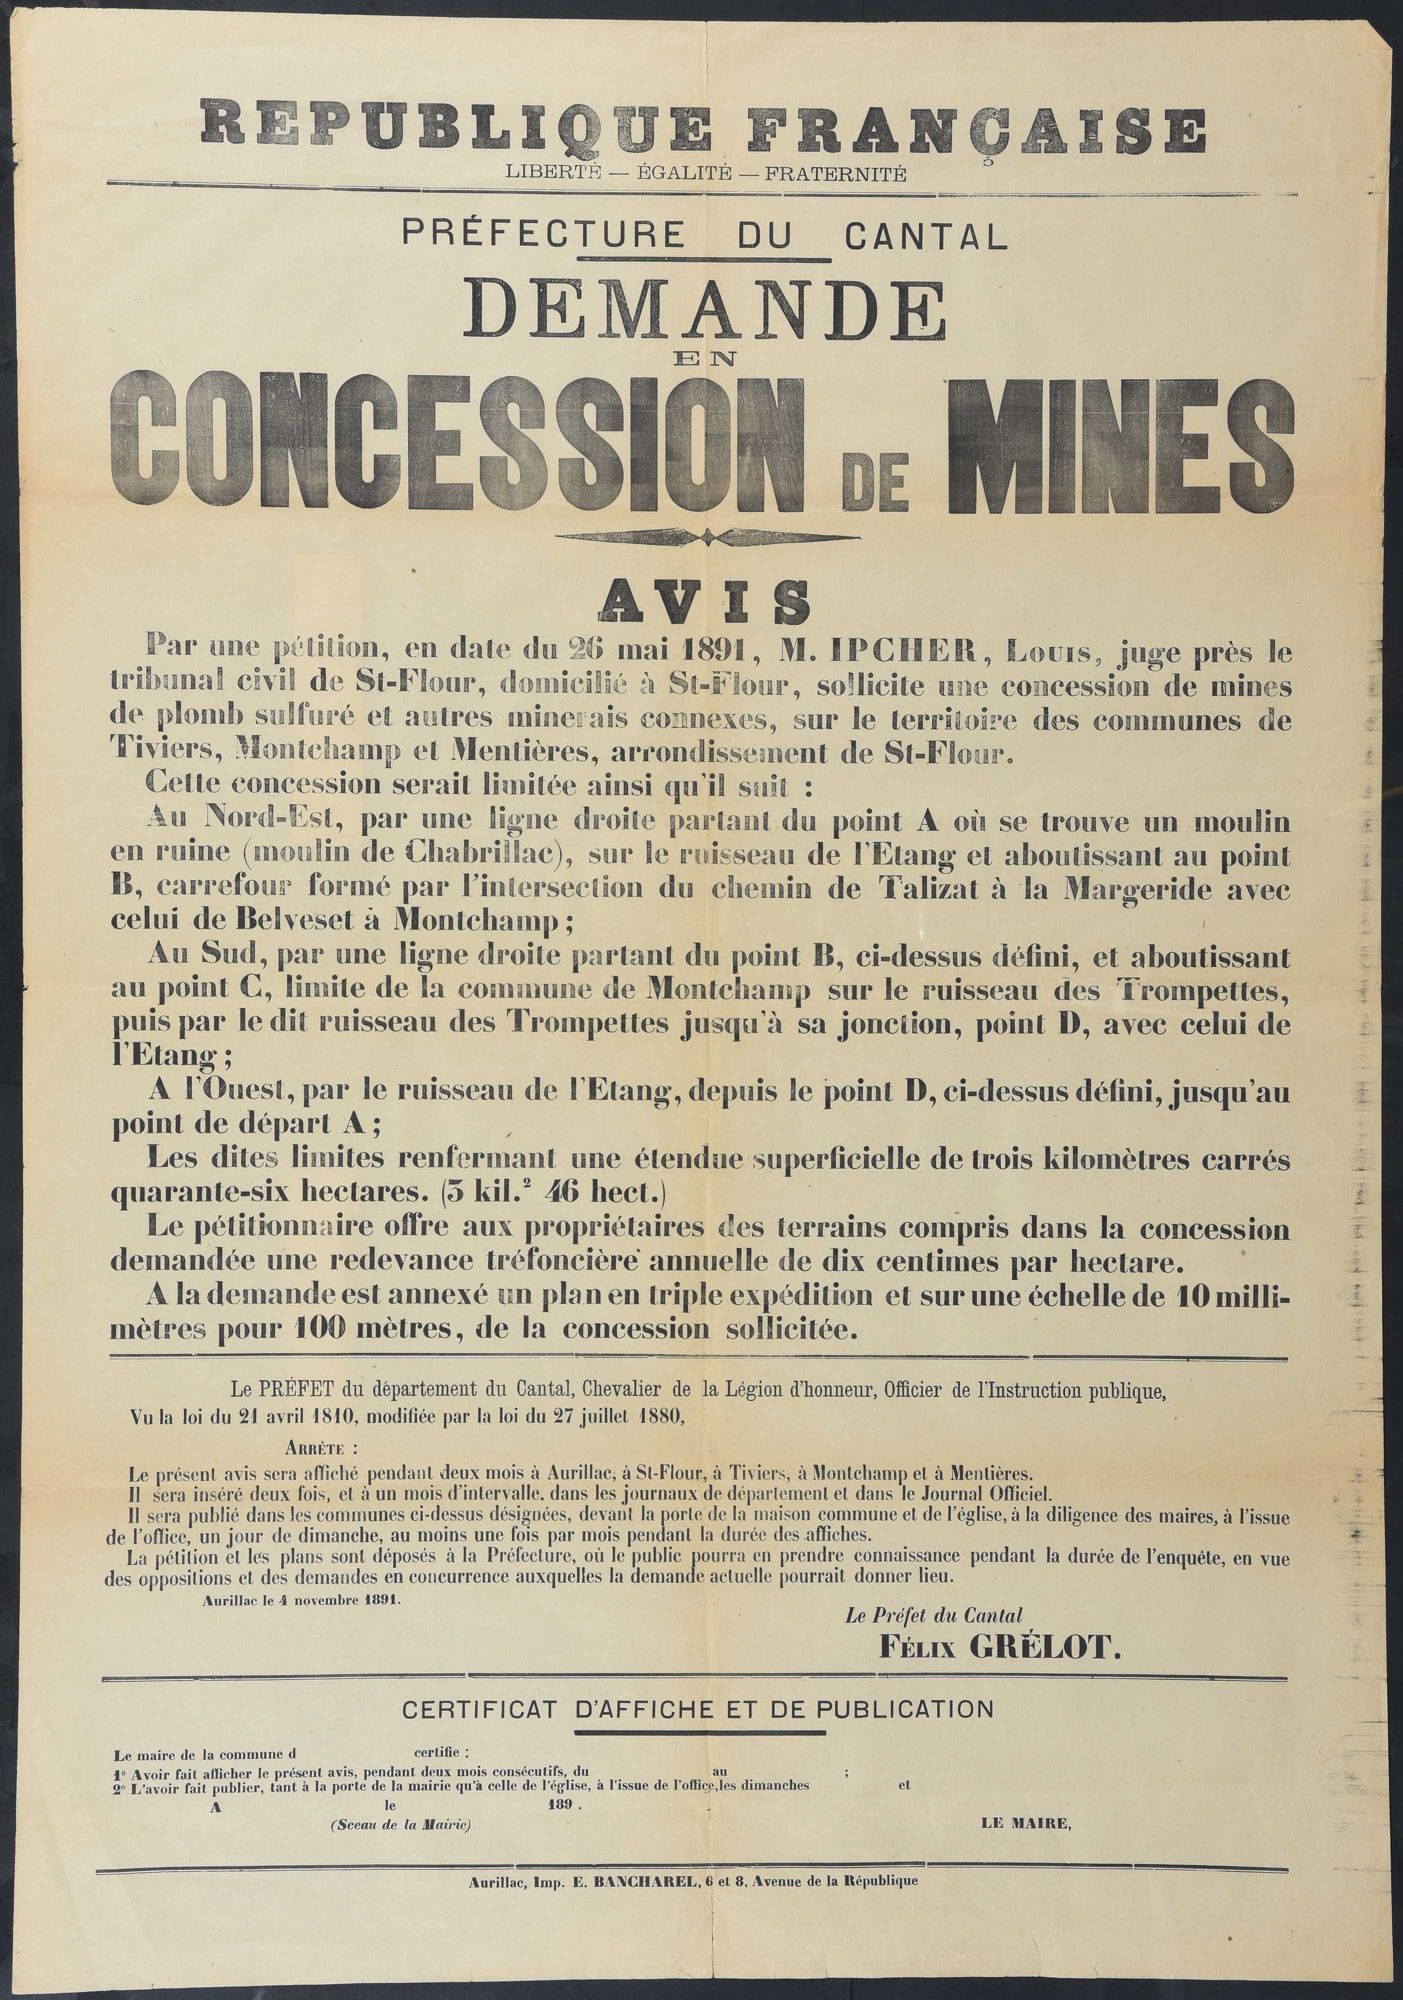 REPUBLIQUE FRANÇAISE
LIBERTÉ — ÉGALITÉ — FRATERNITÉ
PRÉFECTURE DU CANTAL
DEMANDE
EN
CONCESSION DE MINES
AVIS
Par une pétition, en date du 26 mai 1891, M. IPCHER, LOUIS, juge près le
tribunal civil de St-Flour, domicilié à St-Flour, sollicite une concession de mines
de plomb sulfuré et autres minerais connexes, sur le territoire des communes de
Tiviers, Montchamp et Mentières, arrondissement de St-Flour.
Cette concession serait limitée ainsi qu'il suit :
Au Nord-Est, par une ligne droite partant du point A où se trouve un moulin
en ruine (moulin de Chabrillac), sur le ruisseau de l'Etang et aboutissant au point
B, carrefour formé par l'intersection du chemin de Talizat à la Margeride avec
celui de Belveset à Montchamp ;
Au Sud, par une ligne droite partant du point B, ci-dessus défini, et aboutissant
au point C, limite de la commune de Montchamp sur le ruisseau des Trompettes,
puis par le dit ruisseau des Trompettes jusqu'à sa jonction, point D, avec celui de
l'Etang ;
A l'Ouest, par le ruisseau de l'Etang, depuis le point D, ci-dessus défini, jusqu'au
point de départ A ;
Les dites limites renfermant une étendue superficielle de trois kilomètres carrés
quarante-six hectares. (3 kil.² 46 hect.)
Le pétitionnaire offre aux propriétaires des terrains compris dans la concession
demandée une redevance tréfoncière annuelle de dix centimes par hectare.
A la demande est annexé un plan en triple expédition et sur une échelle de 10 milli-
mètres pour 100 mètres, de la concession sollicitée.
Le PRÉFET du département du Cantal, Chevalier de la Légion d'honneur, Officier de l'Instruction publique,
Vu la loi du 21 avril 1810, modifiée par la loi du 27 juillet 1880,
ARRÊTE :
Le présent avis sera affiché pendant deux mois à Aurillac, à St-Flour, à Tiviers, à Montchamp et à Mentières.
Il sera inséré deux fois, et à un mois d'intervalle. dans les journaux de département et dans le Journal Officiel.
Il sera publié dans les communes ci-dessus désignées, devant la porte de la maison commune et de l'église, à la diligence des maires, à l'issue
de l'office, un jour de dimanche, au moins une fois par mois pendant la durée des affiches.
La pétition et les plans sont déposés à la Préfecture, où le public pourra en prendre connaissance pendant la durée de l'enquête, en vue
des oppositions et des demandes en concurrence auxquelles la demande actuelle pourrait donner lieu.
Aurillac le 4 novembre 1891.
Le Préfet du Cantal
FÉLIX GRÉLOT.
CERTIFICAT D'AFFICHE ET DE PUBLICATION
Le maire de la commune d certifie :
1° Avoir fait afficher le présent avis, pendant deux mois consécutifs, du au ;
2° L'avoir fait publier, tant à la porte de la mairie qu'à celle de l'église, à l'issue de l'office, les dimanches et
A le 189 .
(Sceau de la Mairie) LE MAIRE,
Aurillac, Imp. E. BANCHAREL, 6 et 8, Avenue de la République